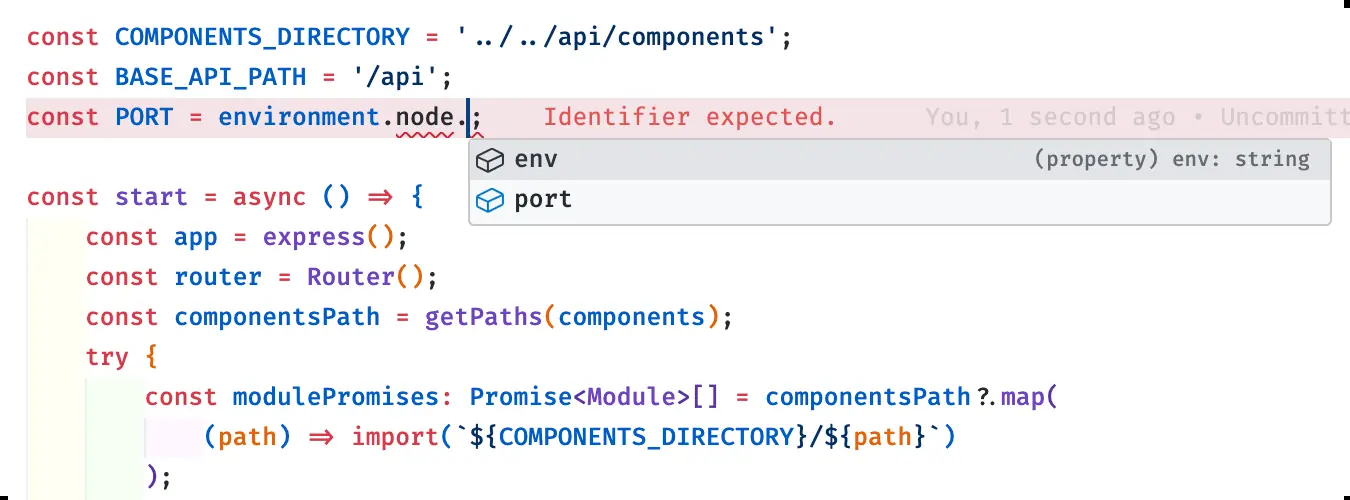 const COMPONENTS_DIRECTORY = '../../api/components';
const BASE_API_PATH = '/api';
const PORT = environment.node.; Identifier expected. You, 1 second ago • Uncommitt
env (property) env: string
port
const start = async () => {
const app = express();
const router = Router();
const componentsPath = getPaths(components);
try {
const modulePromises: Promise<Module>[] = componentsPath?.map(
(path) => import(`${COMPONENTS_DIRECTORY}/${path}`)
);